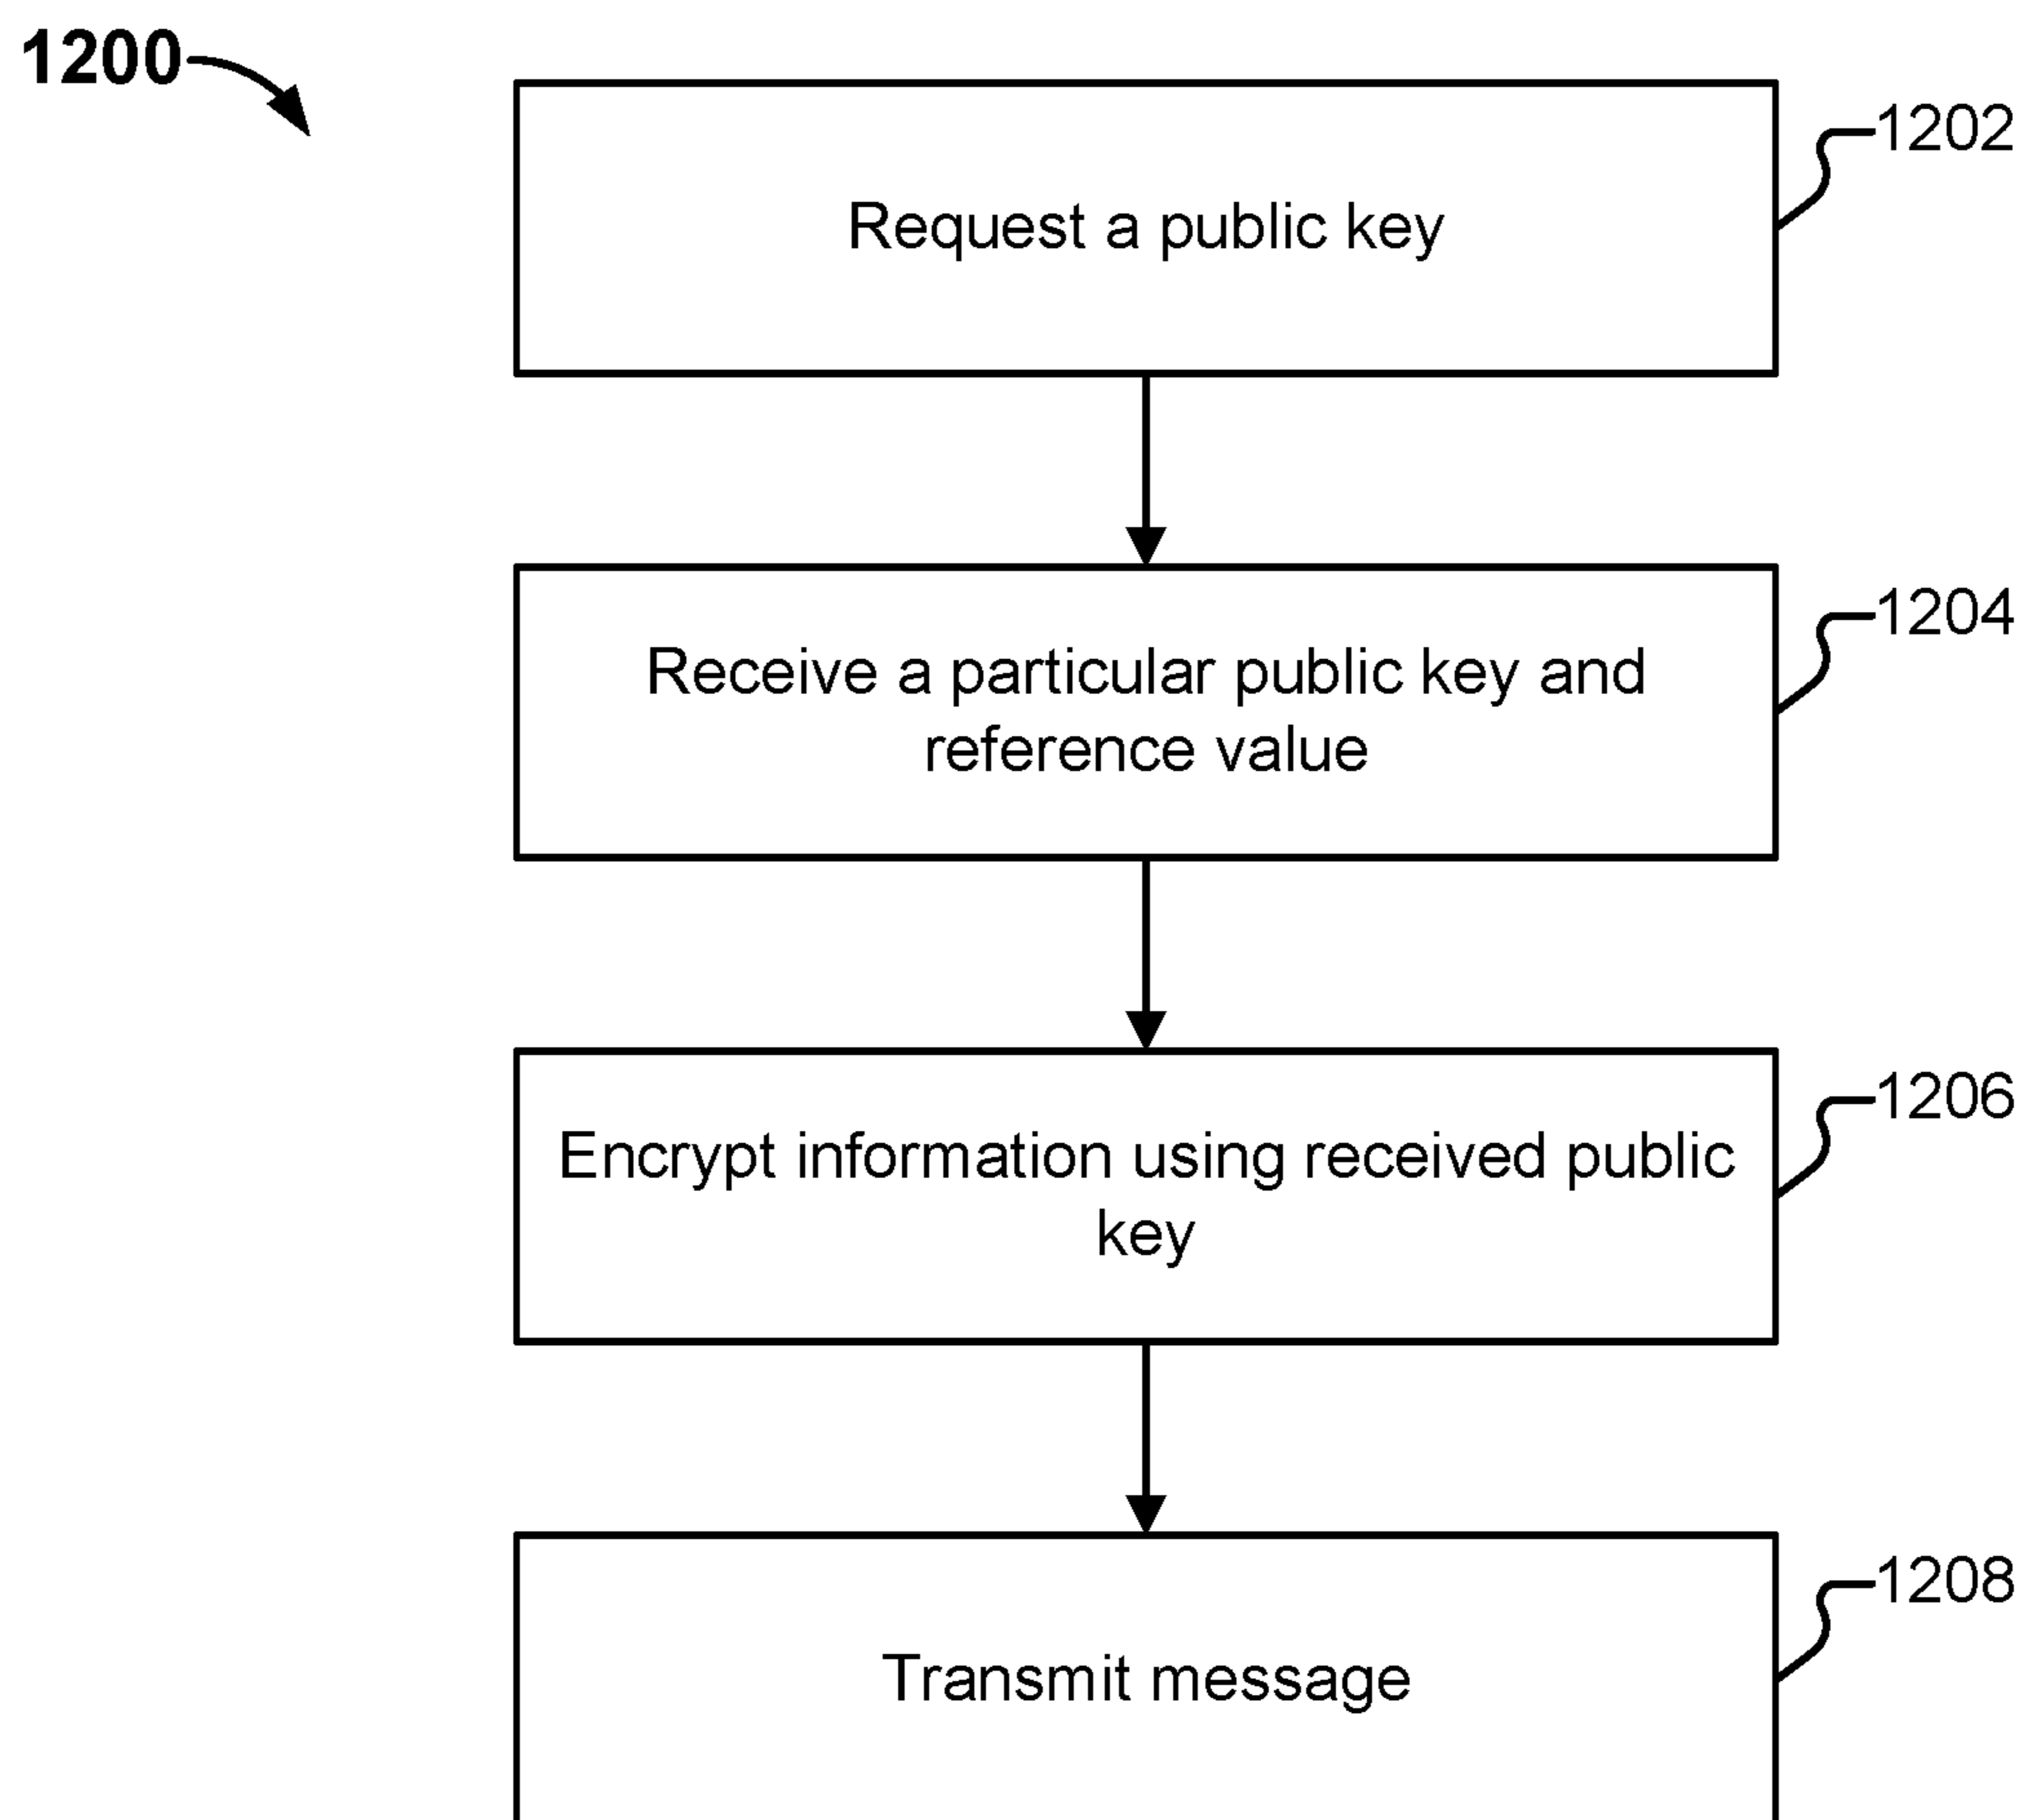 1200
1202
Request a public key
1204
Receive a particular public key and
reference value
1206
Encrypt information using received public
key
1208
Transmit message